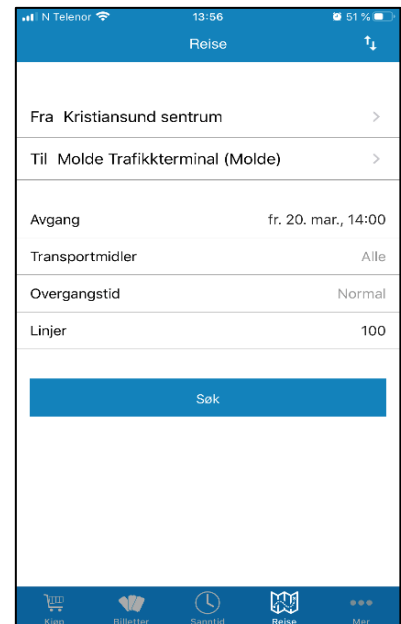 N Telenor 13:56 51 %
Reise
Fra Kristiansund sentrum
Til Molde Trafikkterminal (Molde)
Avgang fr. 20. mar., 14:00
Transportmidler Alle
Overgangstid Normal
Linjer 100
Søk
Kjøp Billetter Sanntid Reise Mer